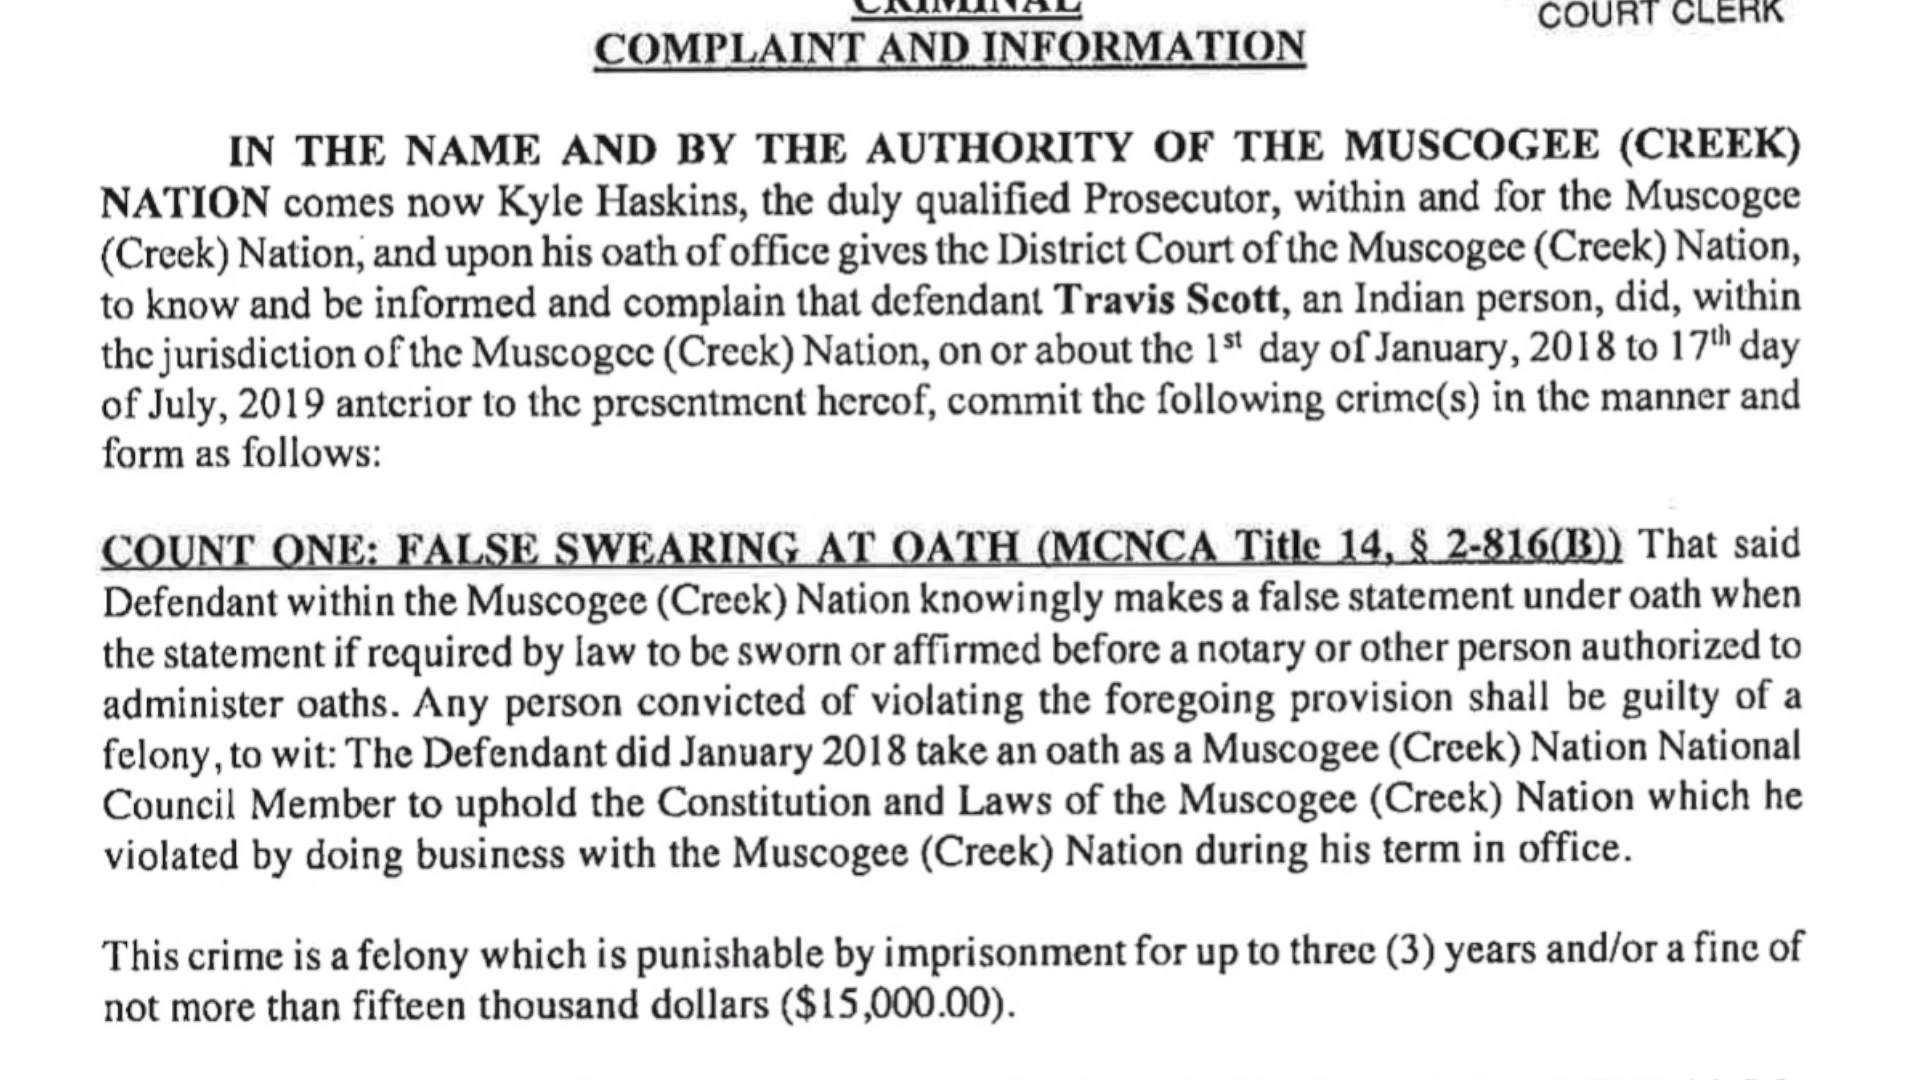 CRIMINAL
COURT CLERK
COMPLAINT AND INFORMATION
IN THE NAME AND BY THE AUTHORITY OF THE MUSCOGEE (CREEK)
NATION comes now Kyle Haskins, the duly qualified Prosecutor, within and for the Muscogee
(Creek) Nation, and upon his oath of office gives the District Court of the Muscogee (Creek) Nation,
to know and be informed and complain that defendant Travis Scott, an Indian person, did, within
the jurisdiction of the Muscogee (Creek) Nation, on or about the 1st day of January, 2018 to 17th day
of July, 2019 anterior to the presentment hereof, commit the following crime(s) in the manner and
form as follows:
COUNT ONE: FALSE SWEARING AT OATH (MCNCA Title 14, § 2-816(B)) That said
Defendant within the Muscogee (Creek) Nation knowingly makes a false statement under oath when
the statement if required by law to be sworn or affirmed before a notary or other person authorized to
administer oaths. Any person convicted of violating the foregoing provision shall be guilty of a
felony, to wit: The Defendant did January 2018 take an oath as a Muscogee (Creek) Nation National
Council Member to uphold the Constitution and Laws of the Muscogee (Creek) Nation which he
violated by doing business with the Muscogee (Creek) Nation during his term in office.
This crime is a felony which is punishable by imprisonment for up to three (3) years and/or a fine of
not more than fifteen thousand dollars ($15,000.00).